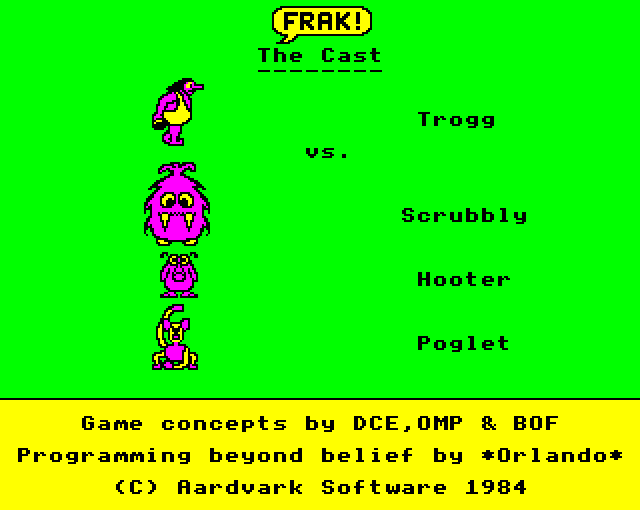 FRAK!
The Cast
Trogg
vs.
Scrubbly
Hooter
Poglet
Game concepts by DCE,OMP & BOF
Programming beyond belief by *Orlando*
(C) Aardvark Software 1984